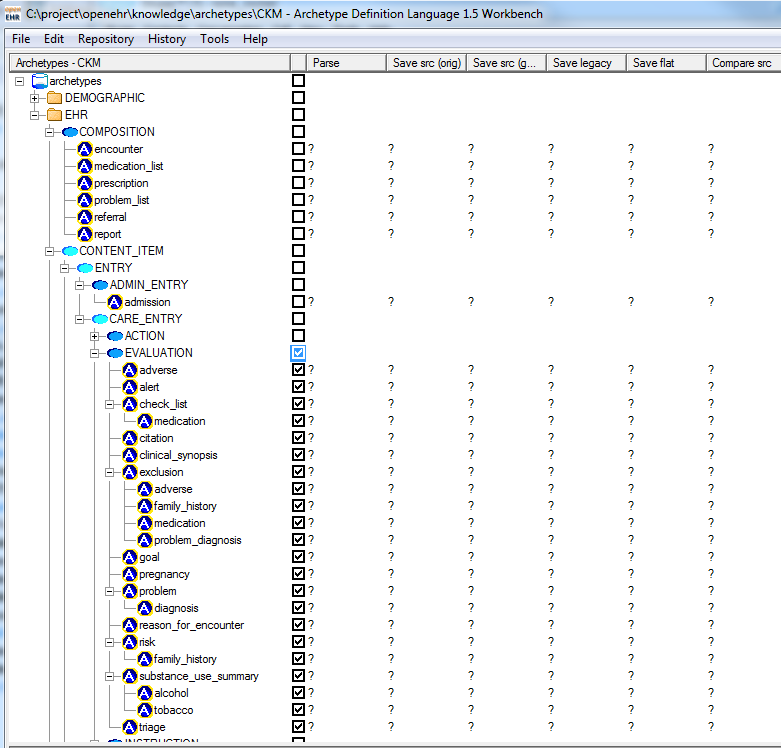 C:\project\openehr\knowledge\archetypes\CKM - Archetype Definition Language 1.5 Workbench
File Edit Repository History Tools Help
Archetypes - CKM Parse Save src (orig) Save src (g... Save legacy Save flat Compare src
archetypes
DEMOGRAPHIC
EHR
COMPOSITION
A encounter ? ? ? ? ? ?
A medication_list ? ? ? ? ? ?
A prescription ? ? ? ? ? ?
A problem_list ? ? ? ? ? ?
A referral ? ? ? ? ? ?
A report ? ? ? ? ? ?
CONTENT_ITEM
ENTRY
ADMIN_ENTRY
A admission ? ? ? ? ? ?
CARE_ENTRY
ACTION
EVALUATION
A adverse ? ? ? ? ? ?
A alert ? ? ? ? ? ?
A check_list ? ? ? ? ? ?
A medication ? ? ? ? ? ?
A citation ? ? ? ? ? ?
A clinical_synopsis ? ? ? ? ? ?
A exclusion ? ? ? ? ? ?
A adverse ? ? ? ? ? ?
A family_history ? ? ? ? ? ?
A medication ? ? ? ? ? ?
A problem_diagnosis ? ? ? ? ? ?
A goal ? ? ? ? ? ?
A pregnancy ? ? ? ? ? ?
A problem ? ? ? ? ? ?
A diagnosis ? ? ? ? ? ?
A reason_for_encounter ? ? ? ? ? ?
A risk ? ? ? ? ? ?
A family_history ? ? ? ? ? ?
A substance_use_summary ? ? ? ? ? ?
A alcohol ? ? ? ? ? ?
A tobacco ? ? ? ? ? ?
A triage ? ? ? ? ? ?
INSTRUCTION